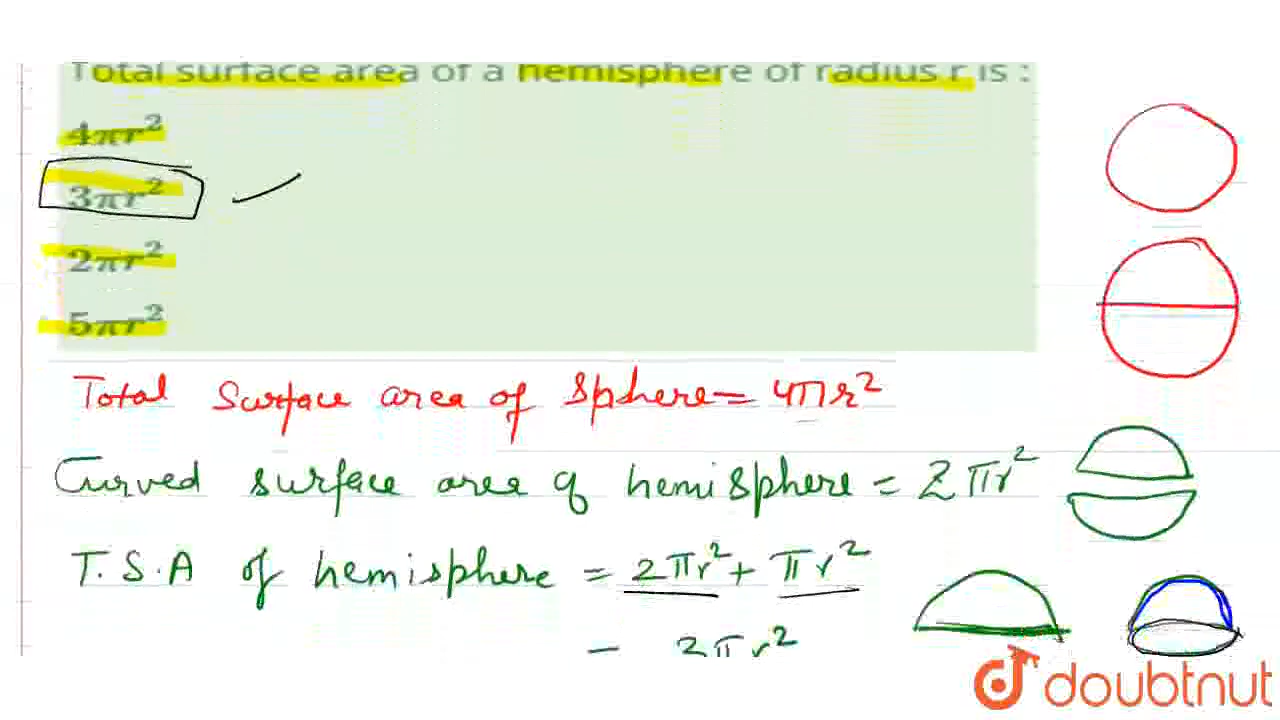 Total surface area of a hemisphere of radius r is :
4πr²
3πr²
2πr²
5πr²
Total Surface area of Sphere = 4πr²
Curved surface area of hemisphere = 2πr²
T.S.A of hemisphere = 2πr² + πr²
= 3πr²
doubtnut